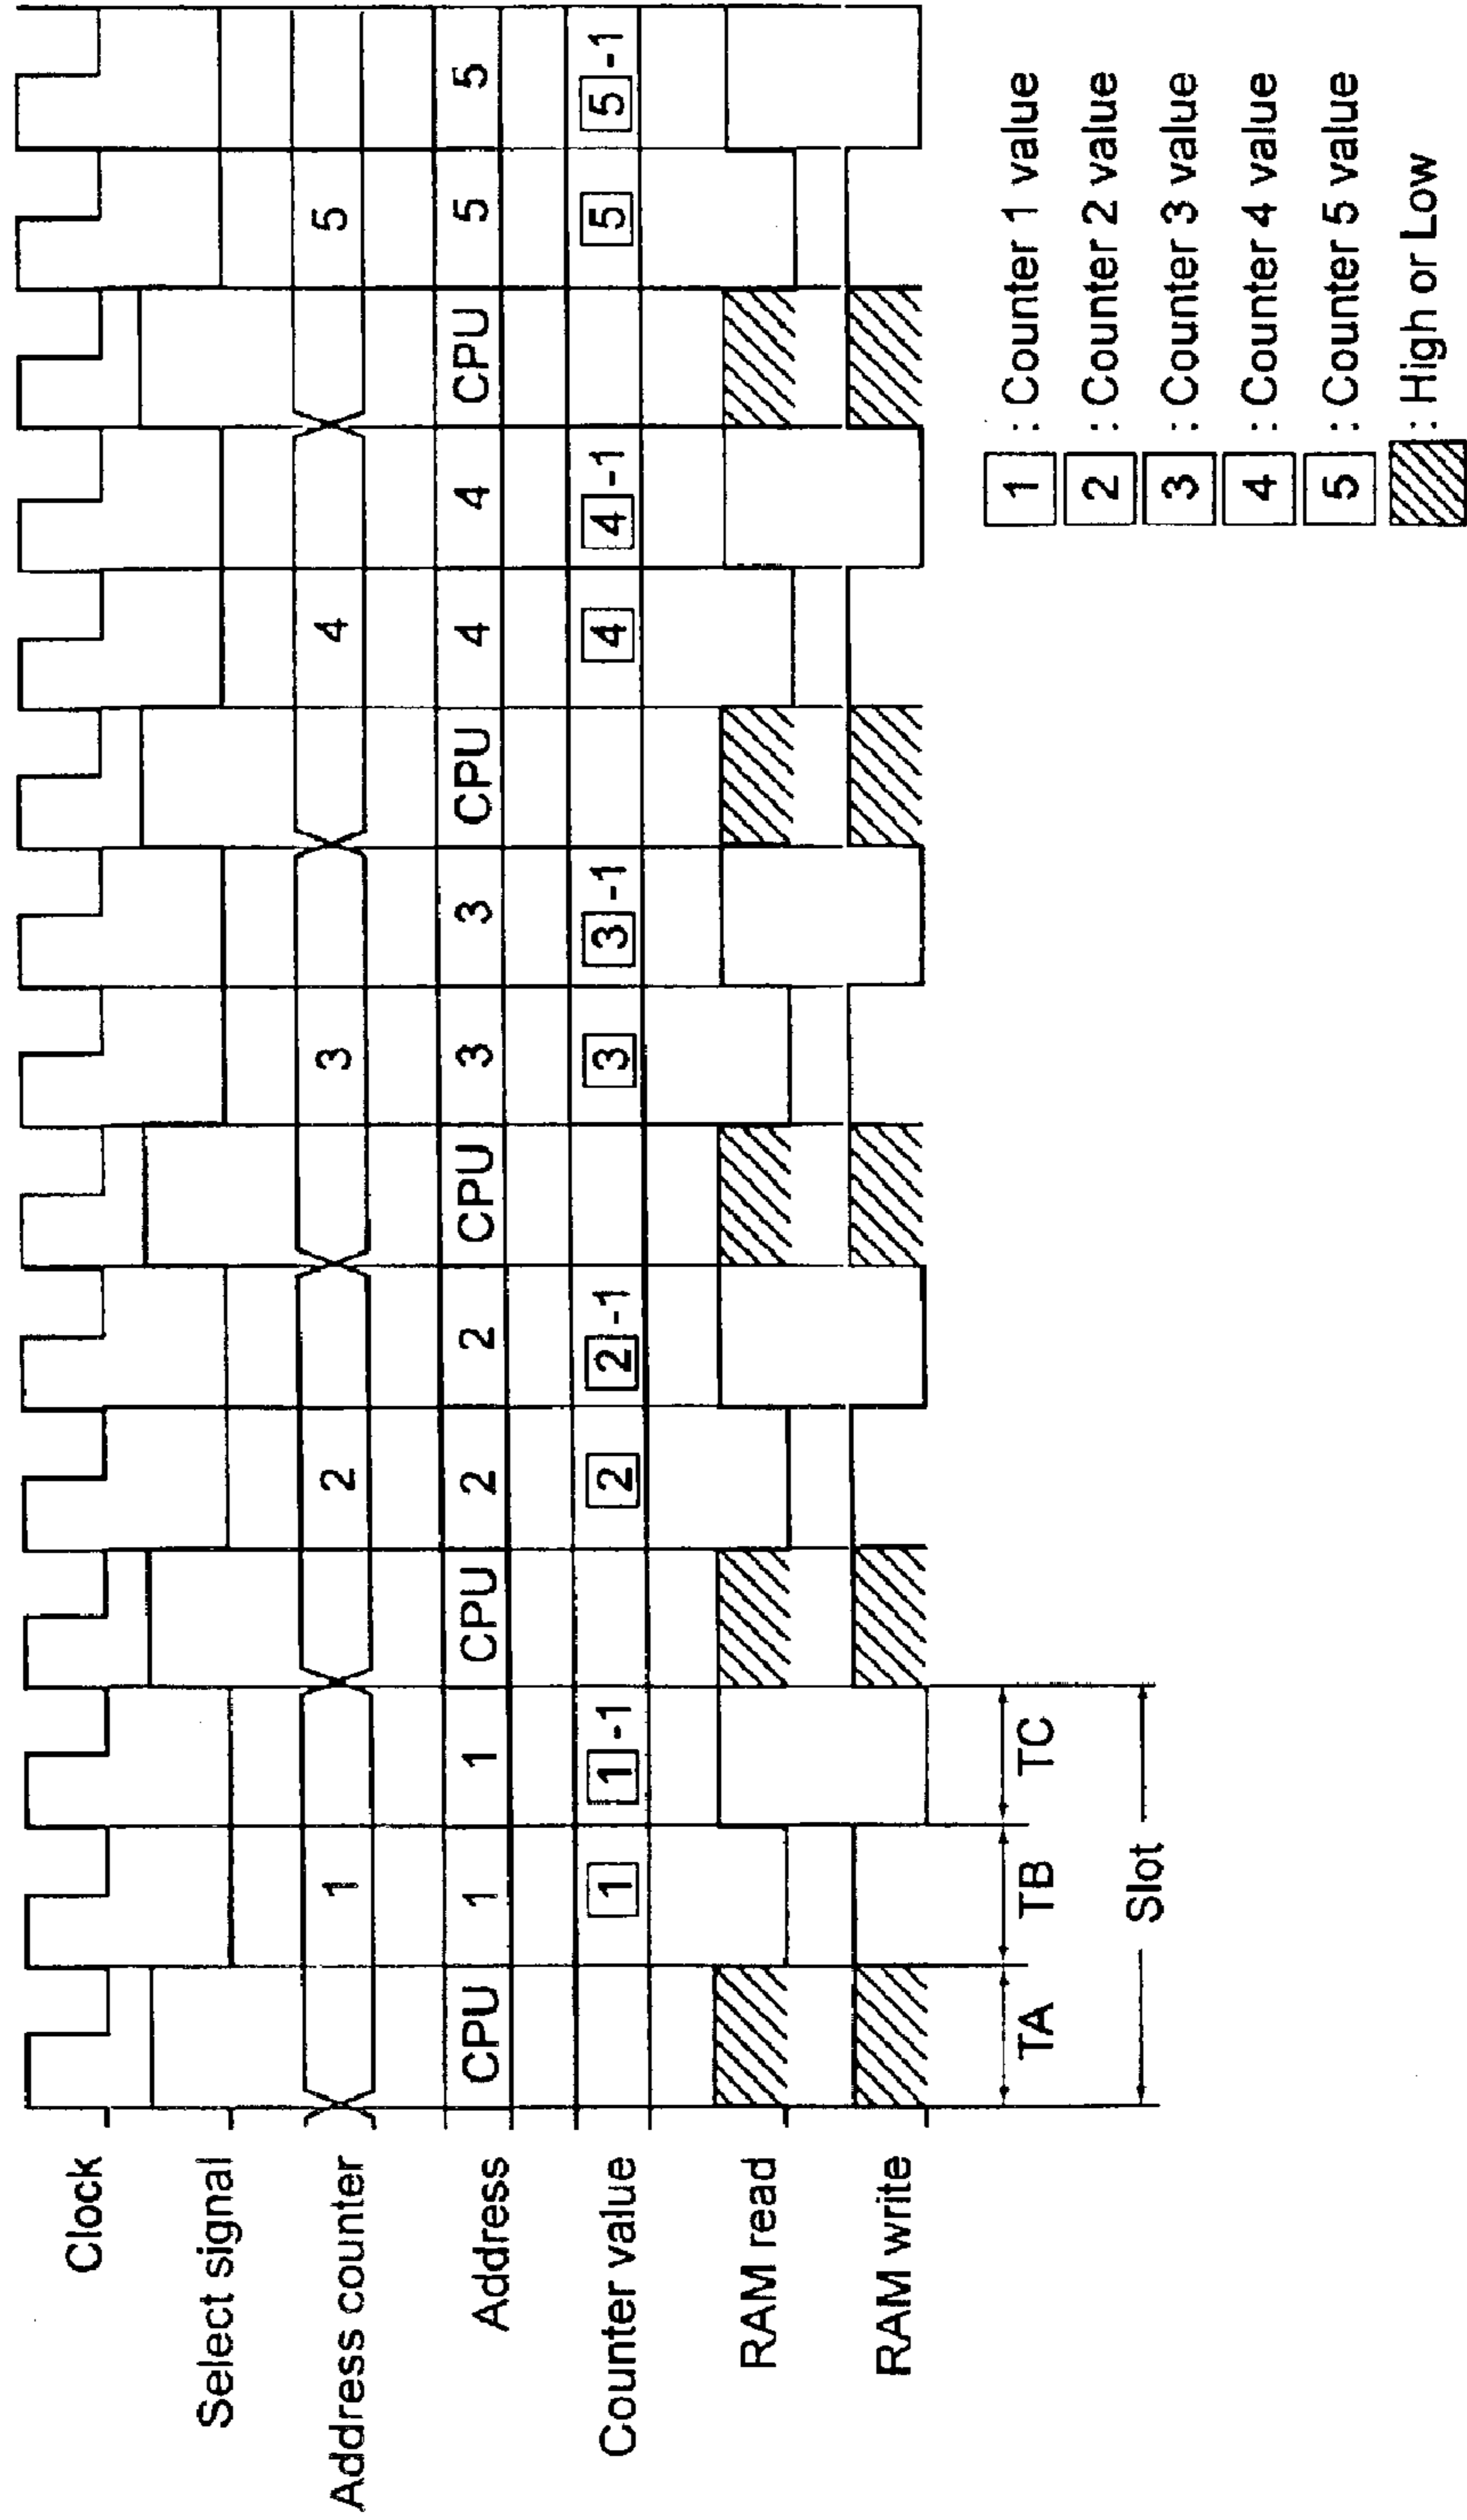 Clock
Select signal
Address counter 1 2 3 4 5
Address CPU 1 1 CPU 2 2 CPU 3 3 CPU 4 4 CPU 5 5
Counter value 1 1 -1 2 2 -1 3 3 -1 4 4 -1 5 5 -1
RAM read
RAM write
TA TB TC
Slot
1 : Counter 1 value
2 : Counter 2 value
3 : Counter 3 value
4 : Counter 4 value
5 : Counter 5 value
: High or Low